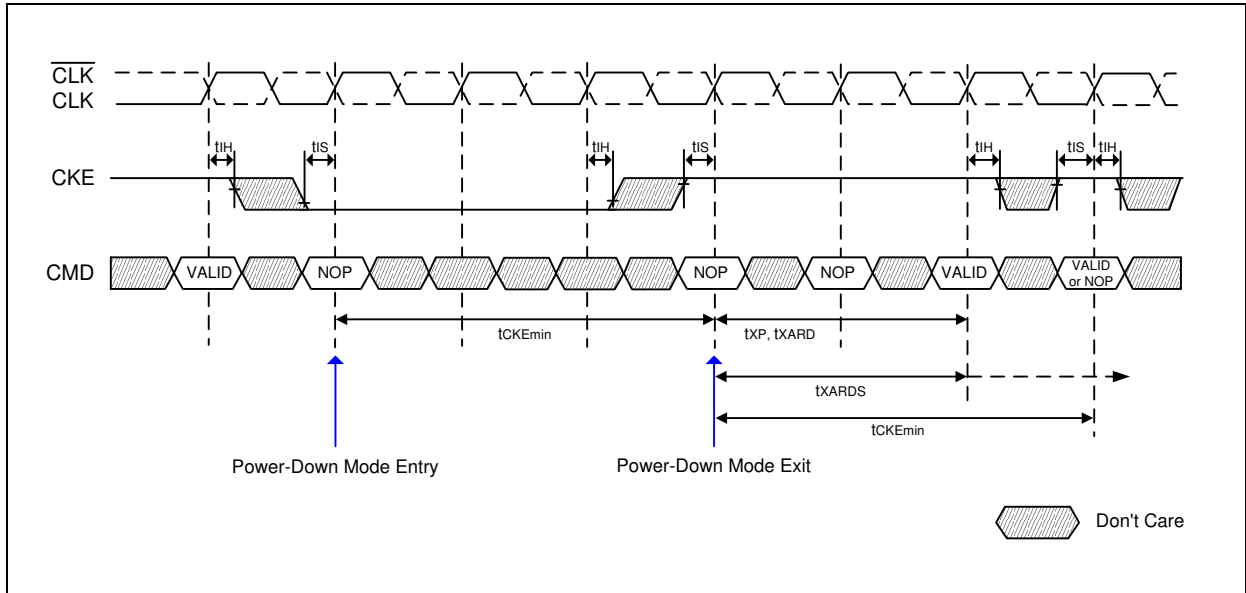 CLK
CLK
tIH
tIS
tIH
tIS
tIH
tIS
tIH
CKE
CMD
VALID
NOP
NOP
NOP
VALID
VALID
or NOP
tCKEmin
tXP, tXARD
tXARDS
tCKEmin
Power-Down Mode Entry
Power-Down Mode Exit
Don't Care